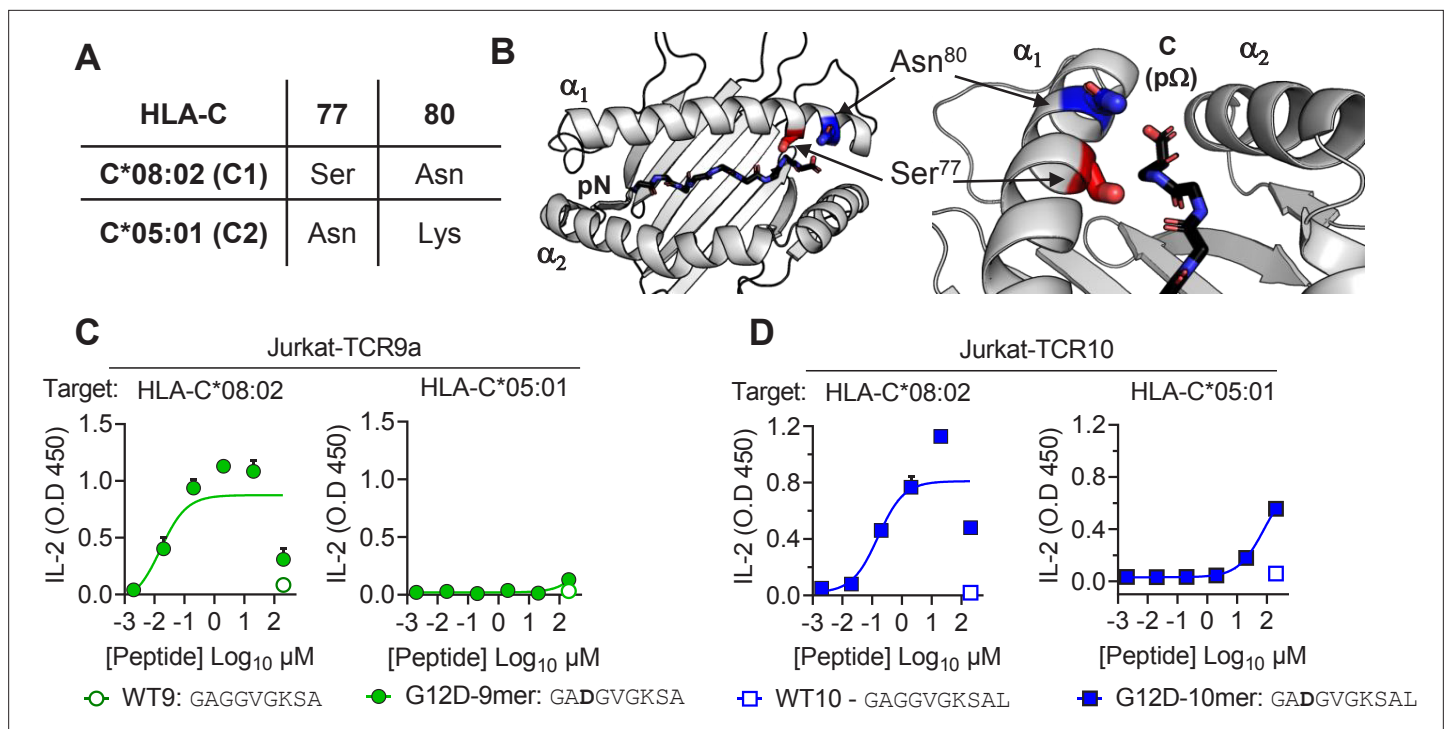 A
HLA-C 77 80
C*08:02 (C1) Ser Asn
C*05:01 (C2) Asn Lys
B
α1
pN
α2
Asn80
Ser77
α1
C
(pΩ)
α2
C
Jurkat-TCR9a
Target: HLA-C*08:02 HLA-C*05:01
IL-2 (O.D 450)
1.5
1.0
0.5
0.0
-3 -2 -1 0 1 2
IL-2 (O.D 450)
1.5
1.0
0.5
0.0
-3 -2 -1 0 1 2
[Peptide] Log10 µM
WT9: GAGGVGKSA
G12D-9mer: GADGVGKSA
D
Jurkat-TCR10
Target: HLA-C*08:02 HLA-C*05:01
IL-2 (O.D 450)
1.2
0.8
0.4
0.0
-3 -2 -1 0 1 2
IL-2 (O.D 450)
1.2
0.8
0.4
0.0
-3 -2 -1 0 1 2
[Peptide] Log10 µM
WT10 - GAGGVGKSAL
G12D-10mer: GADGVGKSAL